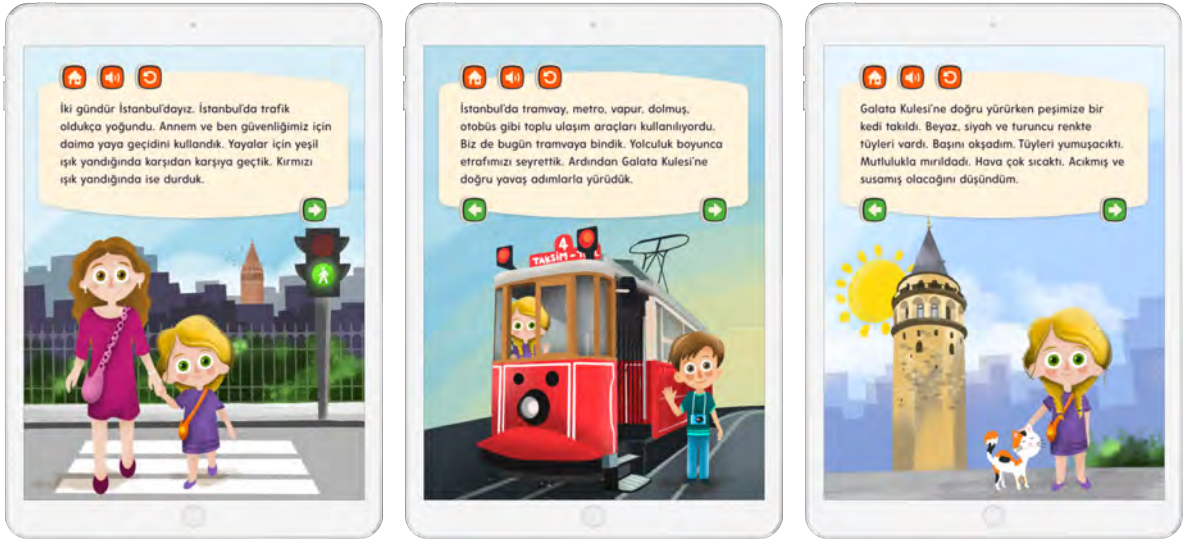 İki gündür İstanbul'dayız. İstanbul'da trafik
oldukça yoğundu. Annem ve ben güvenliğimiz için
daima yaya geçidini kullandık. Yayalar için yeşil
ışık yandığında karşıdan karşıya geçtik. Kırmızı
ışık yandığında ise durduk.
İstanbul'da tramvay, metro, vapur, dolmuş,
otobüs gibi toplu ulaşım araçları kullanılıyordu.
Biz de bugün tramvaya bindik. Yolculuk boyunca
etrafımızı seyrettik. Ardından Galata Kulesi'ne
doğru yavaş adımlarla yürüdük.
4
TAKSİM -
Galata Kulesi'ne doğru yürürken peşimize bir
kedi takıldı. Beyaz, siyah ve turuncu renkte
tüyleri vardı. Başını okşadım. Tüyleri yumuşacıktı.
Mutlulukla mırıldadı. Hava çok sıcaktı. Acıkmış ve
susamış olacağını düşündüm.